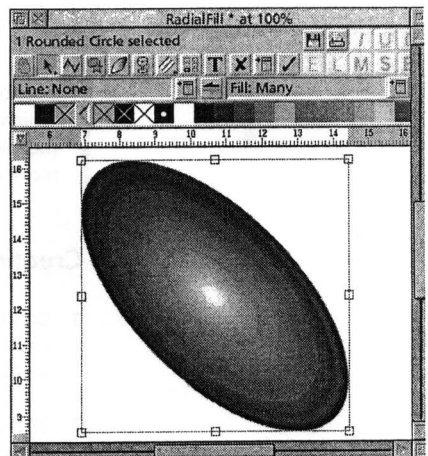 RadialFill * at 100%
1 Rounded Circle selected
I U
T X E L M S
Line: None Fill: Many
6 7 8 9 10 11 12 13 14 15 16
16
15
14
13
12
11
10
9